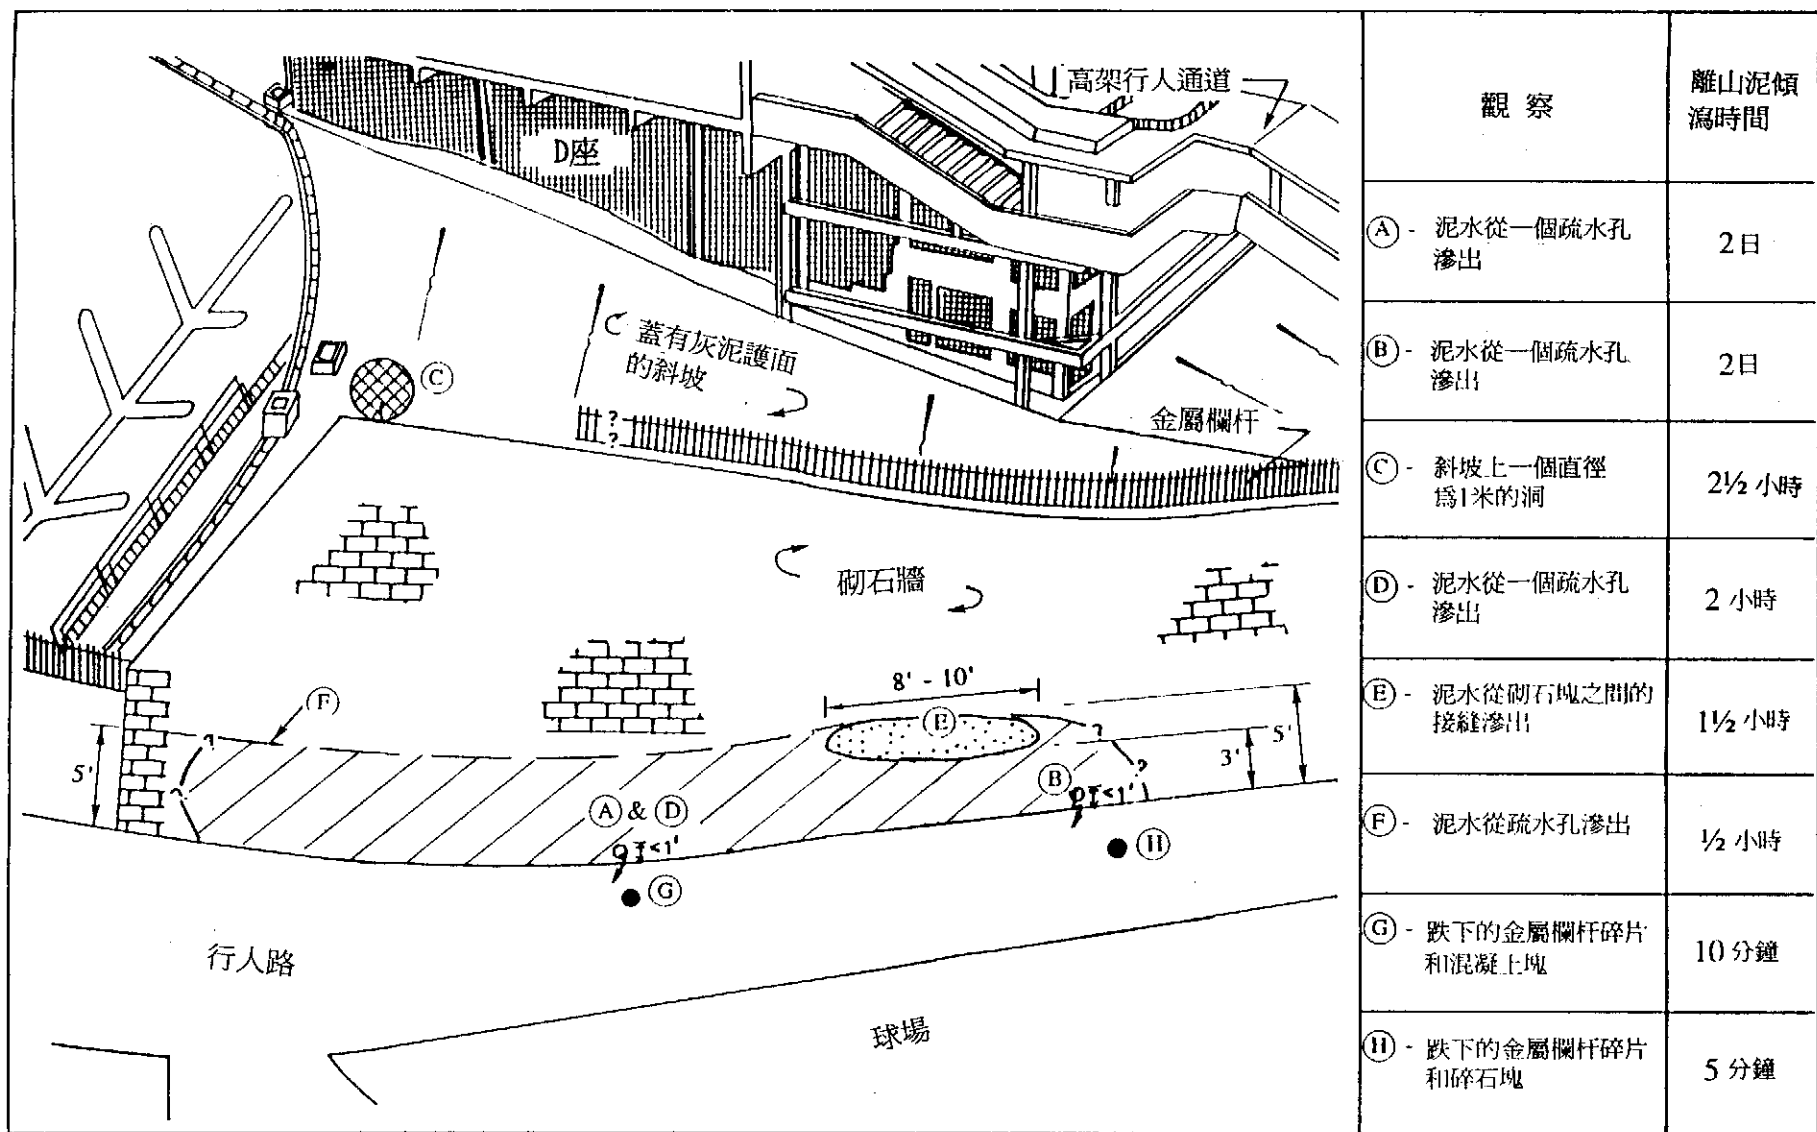 高架行人通道
D座
蓋有灰泥護面
的斜坡
C
金屬欄杆
?
?
砌石牆
8' - 10'
F
E
?
?
5'
3'
5'
?
?
B
<1'
A & D
<1'
H
G
行人路
球場
觀察
離山泥傾
瀉時間
A - 泥水從一個疏水孔
滲出
2日
B - 泥水從一個疏水孔
滲出
2日
C - 斜坡上一個直徑
爲1米的洞
2½ 小時
D - 泥水從一個疏水孔
滲出
2 小時
E - 泥水從砌石塊之間的
接縫滲出
1½ 小時
F - 泥水從疏水孔滲出
½ 小時
G - 跌下的金屬欄杆碎片
和混凝土塊
10 分鐘
H - 跌下的金屬欄杆碎片
和碎石塊
5 分鐘